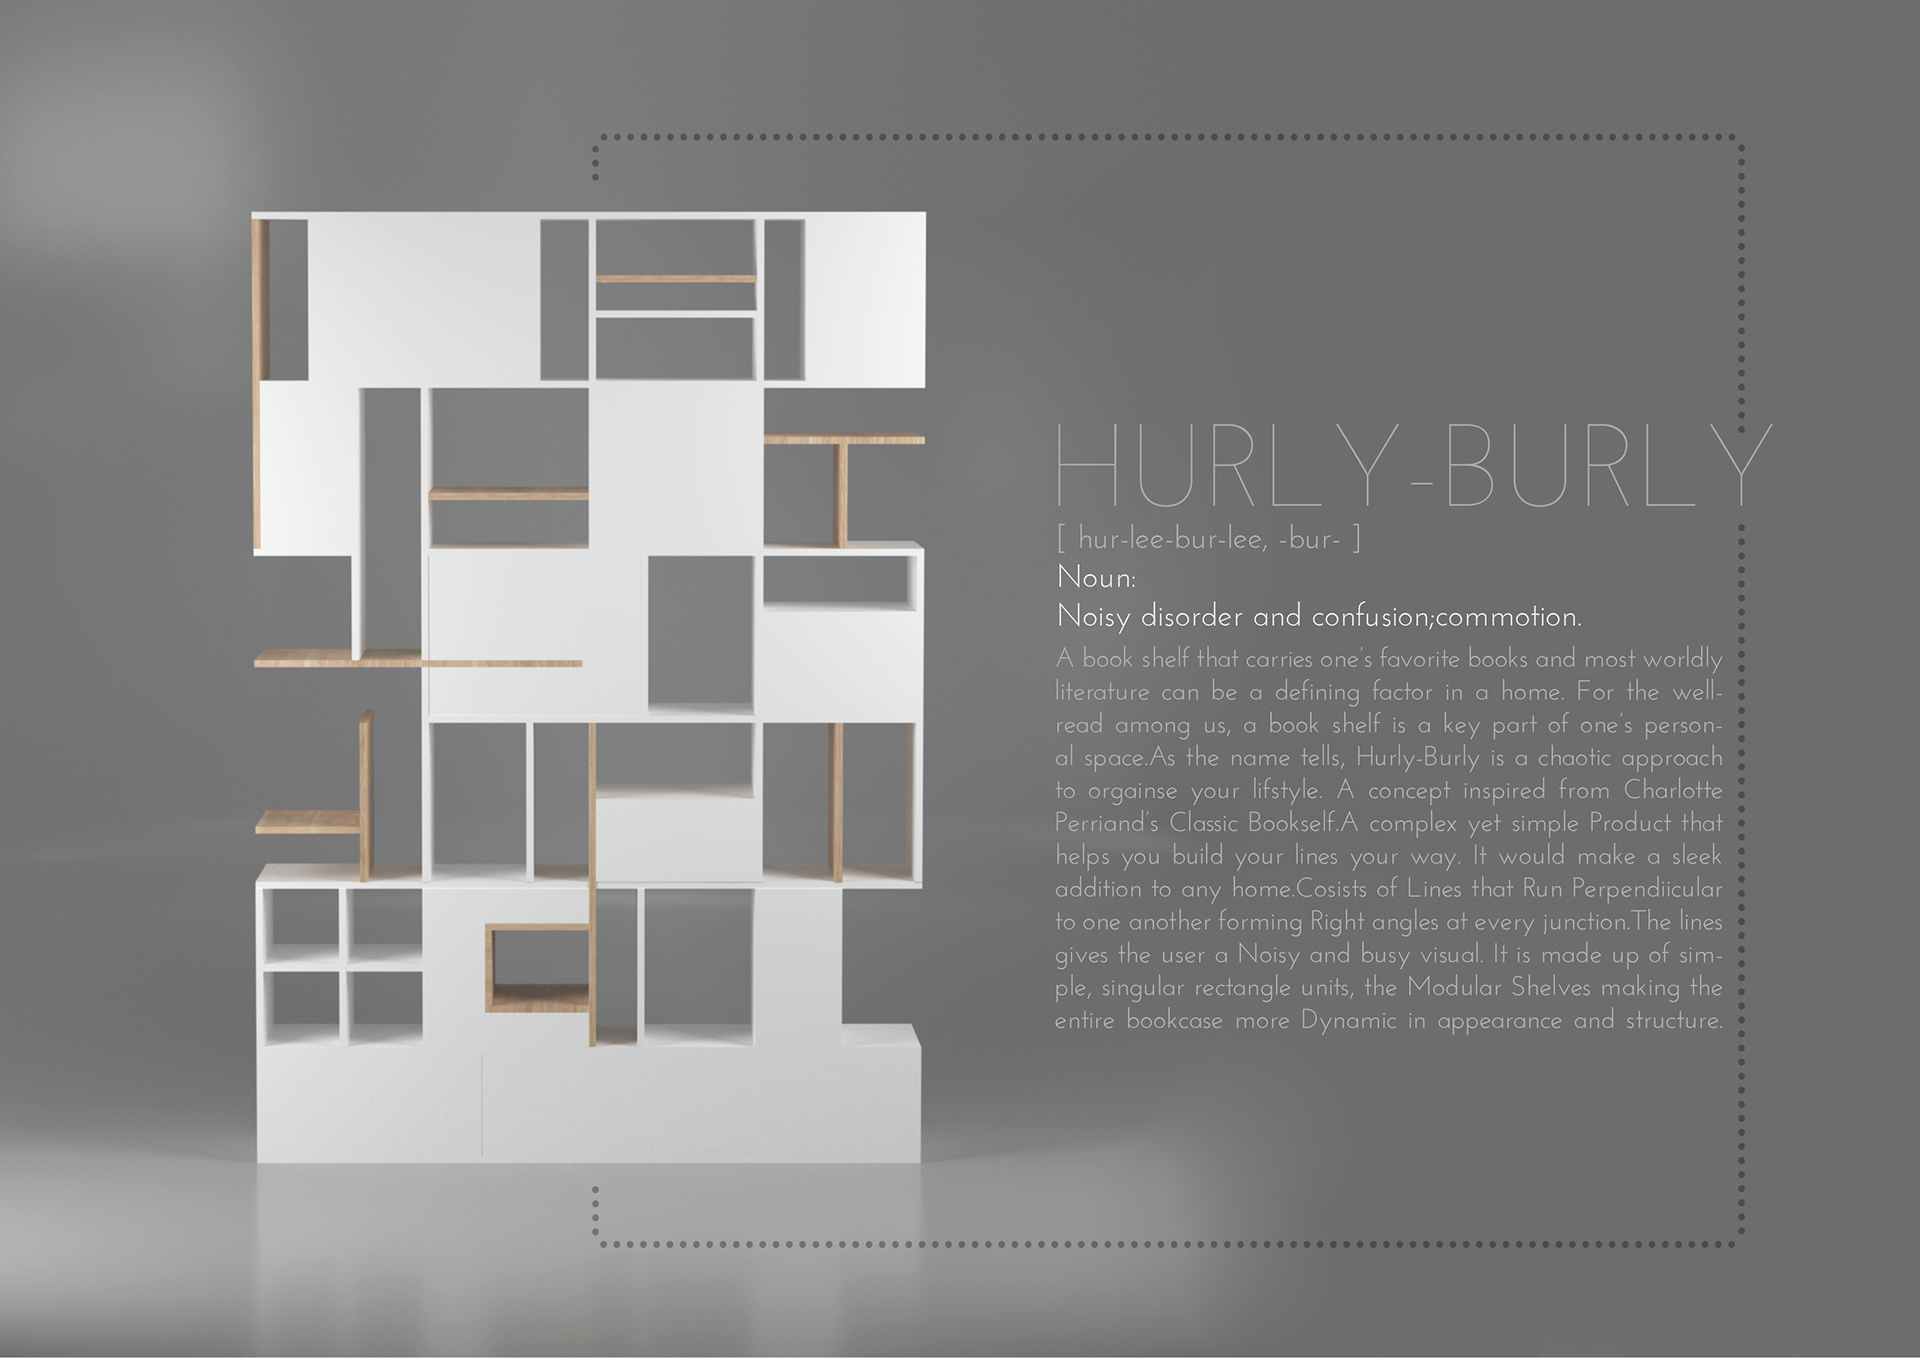 HURLY-BURLY
[ hur-lee-bur-lee, -bur- ]
Noun:
Noisy disorder and confusion;commotion.
A book shelf that carries one's favorite books and most worldly
literature can be a defining factor in a home. For the well-
read among us, a book shelf is a key part of one's person-
al space.As the name tells, Hurly-Burly is a chaotic approach
to orgainse your lifstyle. A concept inspired from Charlotte
Perriand's Classic Bookself.A complex yet simple Product that
helps you build your lines your way. It would make a sleek
addition to any home.Cosists of Lines that Run Perpendiicular
to one another forming Right angles at every junction.The lines
gives the user a Noisy and busy visual. It is made up of sim-
ple, singular rectangle units, the Modular Shelves making the
entire bookcase more Dynamic in appearance and structure.